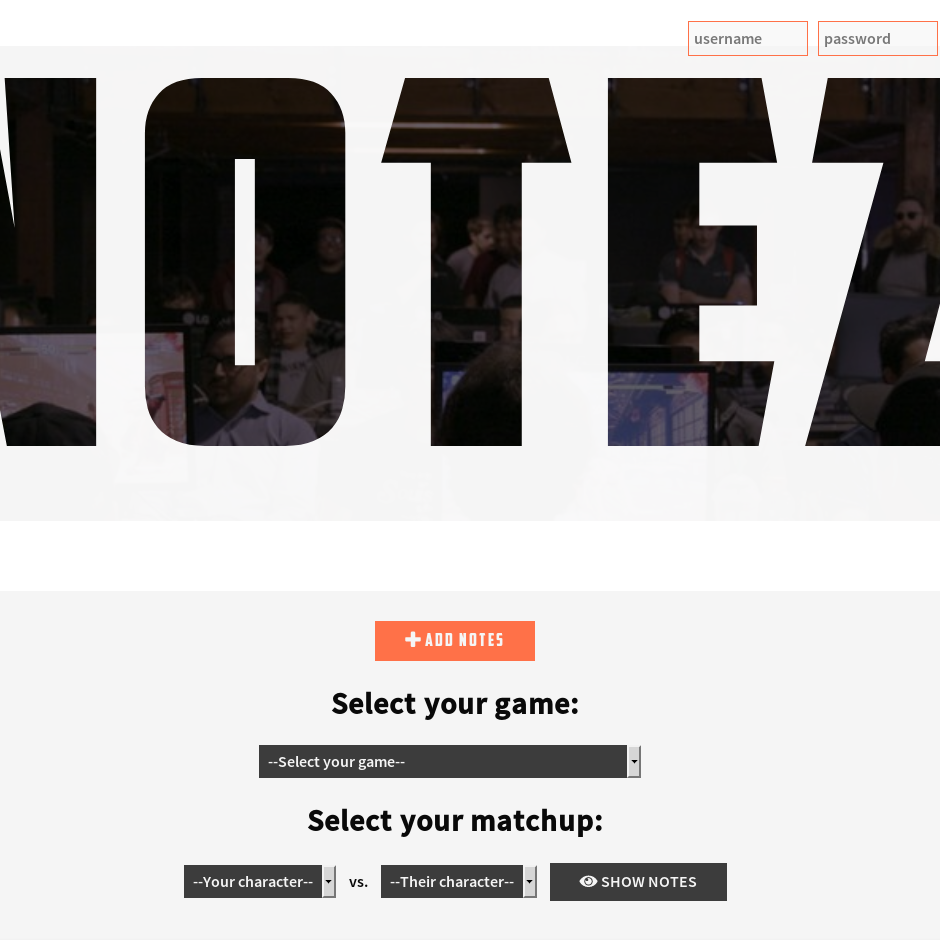 username password
NOTEZ
ADD NOTES
Select your game:
--Select your game--
Select your matchup:
--Your character-- vs. --Their character-- SHOW NOTES